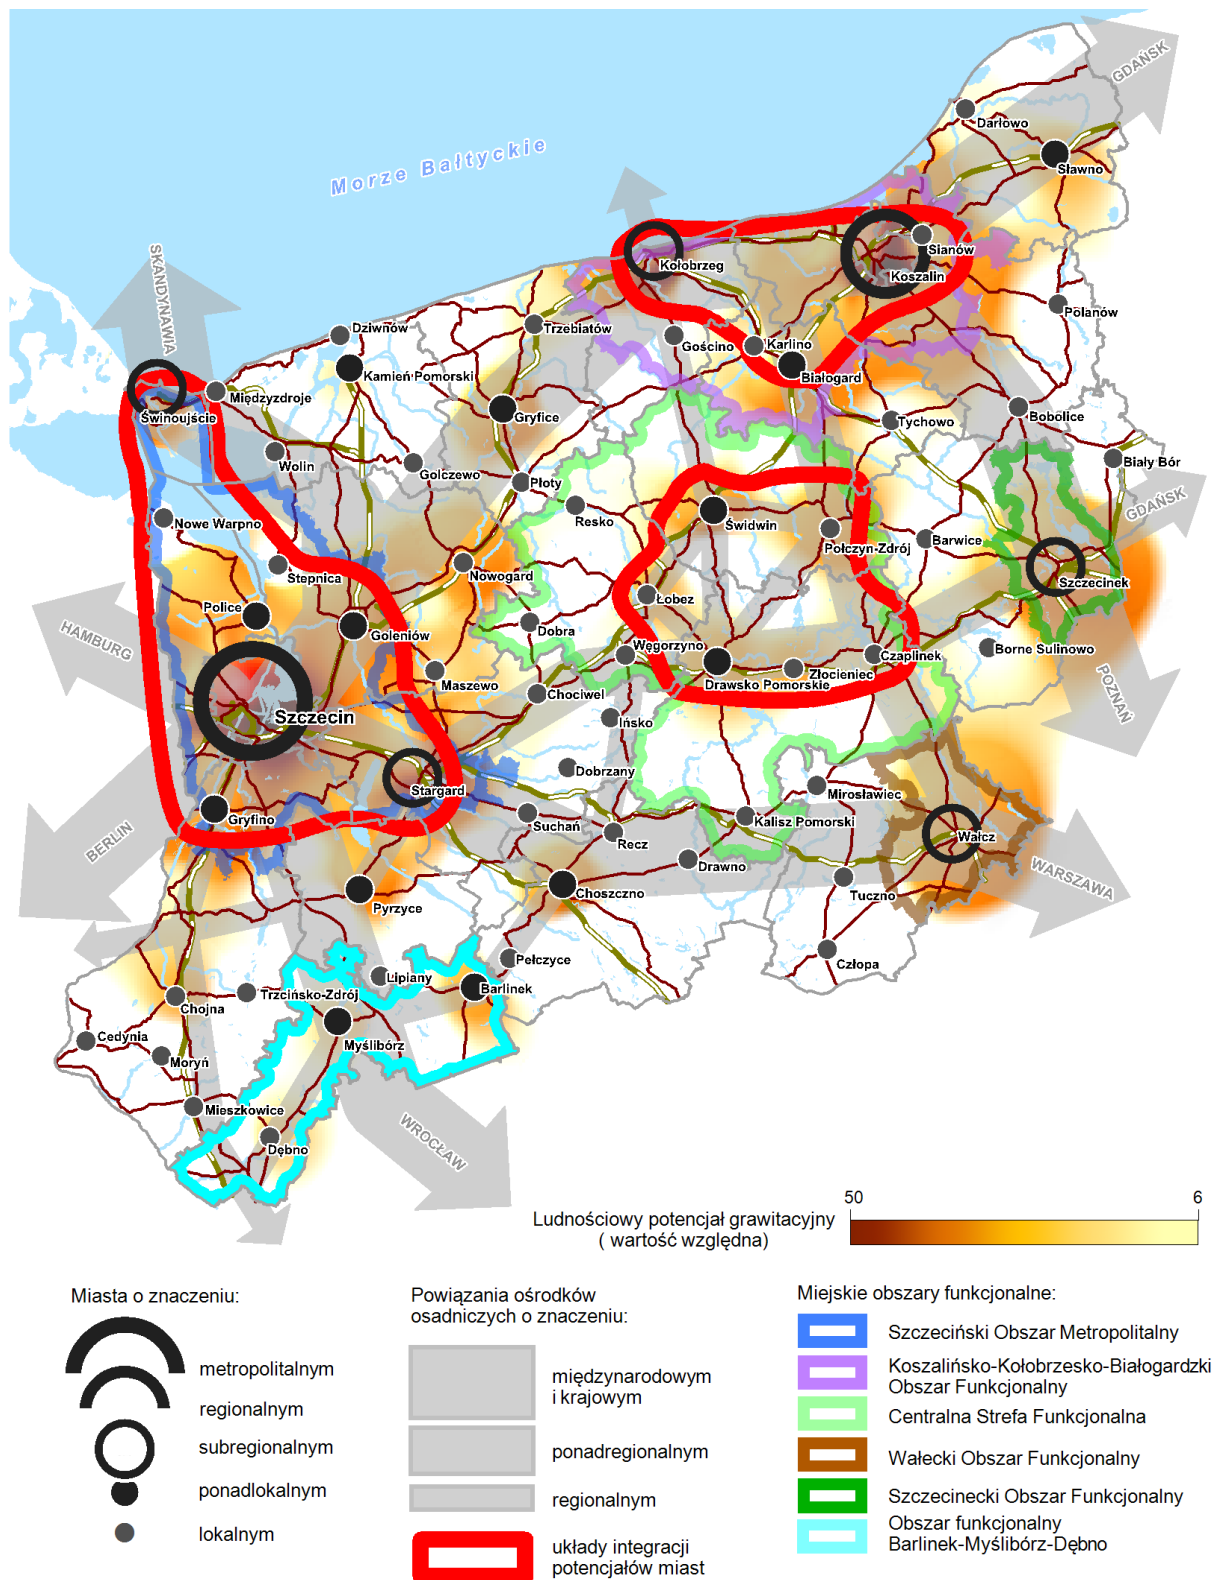 GDAŃSK
Darłowo
Sławno
Morze Bałtyckie
Sianów
Kołobrzeg
Koszalin
SKANDYNAWIA
Polanów
Dziwnów
Trzebiatów
Gościno
Karlino
Kamień Pomorski
Białogard
Międzyzdroje
Świnoujście
Gryfice
Tychowo
Bobolice
Wolin
Golczewo
Biały Bór
Płoty
GDAŃSK
Resko
Świdwin
Nowe Warpno
Połczyn-Zdrój
Barwice
Stepnica
Nowogard
Szczecinek
Police
Łobez
HAMBURG
Goleniów
Dobra
Węgorzyno
Czaplinek
Borne Sulinowo
Maszewo
Złocieniec
Drawsko Pomorskie
Chociwel
POZNAŃ
Szczecin
Ińsko
Dobrzany
Stargard
Mirosławiec
Gryfino
Suchań
Kalisz Pomorski
BERLIN
Recz
Wałcz
Drawno
WARSZAWA
Choszczno
Tuczno
Pyrzyce
Pełczyce
Człopa
Lipiany
Barlinek
Trzcińsko-Zdrój
Chojna
Cedynia
Myślibórz
Moryń
Mieszkowice
WROCŁAW
Dębno
50
6
Ludnościowy potencjał grawitacyjny
( wartość względna)
Miasta o znaczeniu:
metropolitalnym
regionalnym
subregionalnym
ponadlokalnym
lokalnym
Powiązania ośrodków
osadniczych o znaczeniu:
międzynarodowym
i krajowym
ponadregionalnym
regionalnym
układy integracji
potencjałów miast
Miejskie obszary funkcjonalne:
Szczeciński Obszar Metropolitalny
Koszalińsko-Kołobrzesko-Białogardzki
Obszar Funkcjonalny
Centralna Strefa Funkcjonalna
Wałecki Obszar Funkcjonalny
Szczecinecki Obszar Funkcjonalny
Obszar funkcjonalny
Barlinek-Myślibórz-Dębno